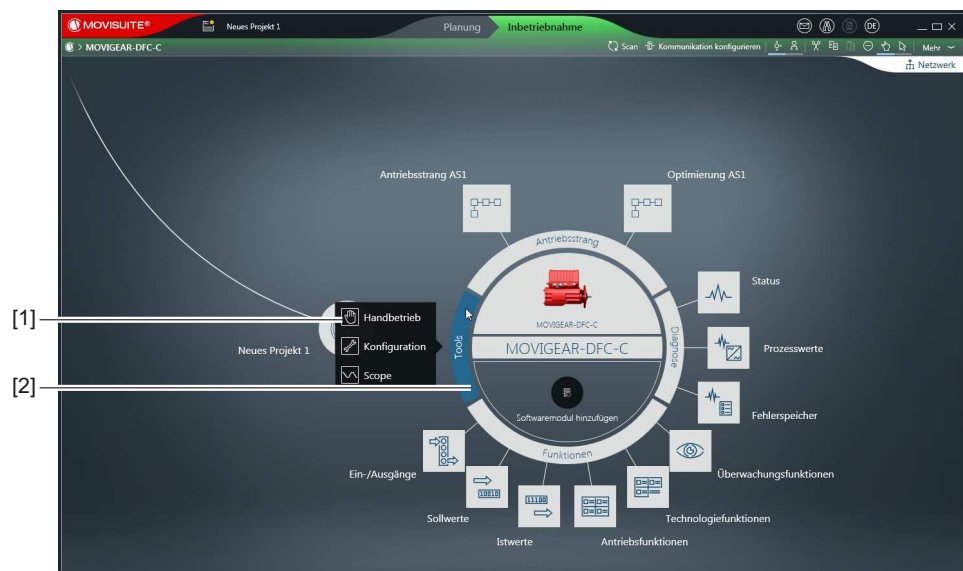 MOVISUITE®
Neues Projekt 1
Planung
Inbetriebnahme
DE
> MOVIGEAR-DFC-C
Scan
Kommunikation konfigurieren
Mehr
Netzwerk
Antriebsstrang AS1
Optimierung AS1
Antriebsstrang
Status
[1]
Handbetrieb
MOVIGEAR-DFC-C
Neues Projekt 1
Konfiguration
Tools
MOVIGEAR-DFC-C
Diagnose
Prozesswerte
[2]
Scope
Softwaremodul hinzufügen
Fehlerspeicher
Funktionen
Ein-/Ausgänge
Überwachungsfunktionen
10010
11100
Sollwerte
Technologiefunktionen
Istwerte
Antriebsfunktionen